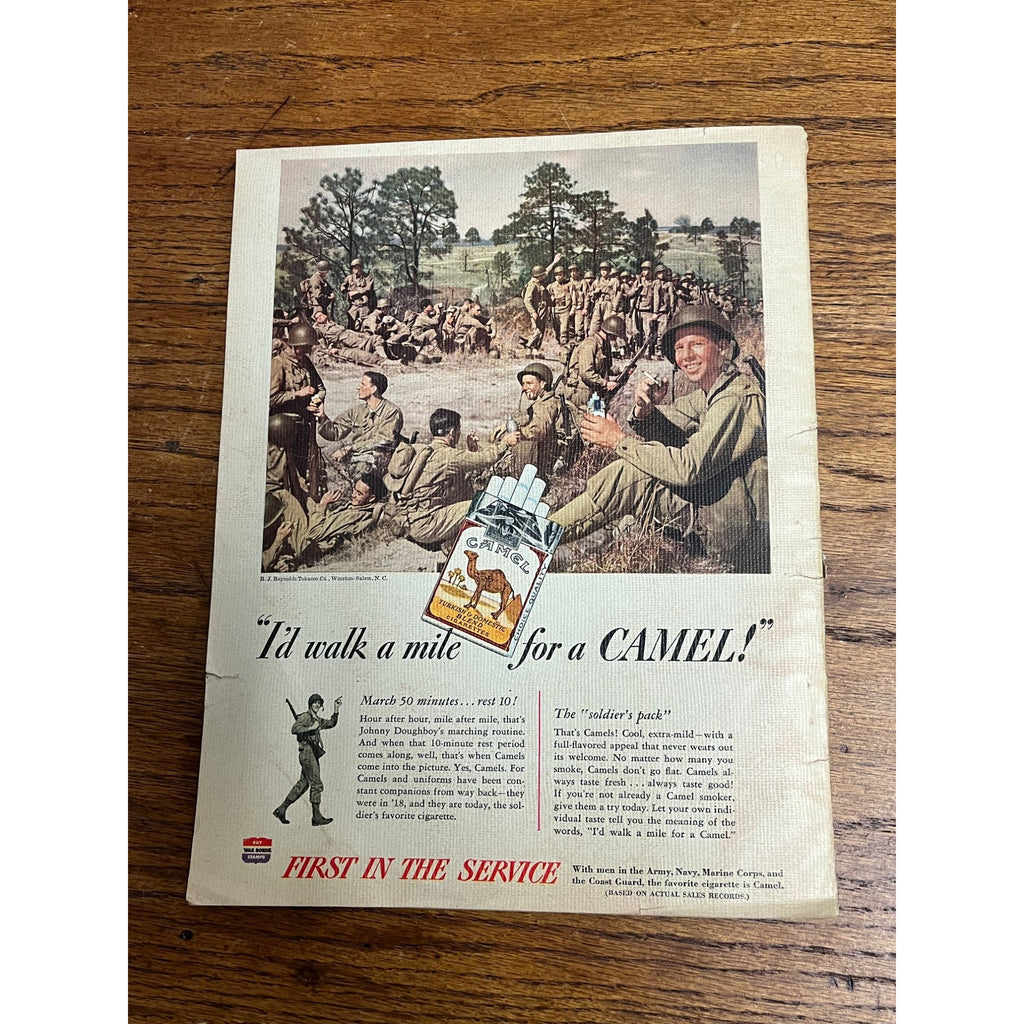 R. J. Reynolds Tobacco Co., Winston-Salem, N. C.
CAMEL
TURKISH & DOMESTIC
BLEND
CIGARETTES
CHOICE QUALITY
"I'd walk a mile for a CAMEL!"
March 50 minutes... rest 10!
Hour after hour, mile after mile, that's
Johnny Doughboy's marching routine.
And when that 10-minute rest period
comes along, well, that's when Camels
come into the picture. Yes, Camels. For
Camels and uniforms have been con-
stant companions from way back—they
were in '18, and they are today, the sol-
dier's favorite cigarette.
The "soldier's pack"
That's Camels! Cool, extra-mild—with a
full-flavored appeal that never wears out
its welcome. No matter how many you
smoke, Camels don't go flat. Camels al-
ways taste fresh... always taste good!
If you're not already a Camel smoker,
give them a try today. Let your own indi-
vidual taste tell you the meaning of the
words, "I'd walk a mile for a Camel."
BUY
WAR BONDS
STAMPS
FIRST IN THE SERVICE
With men in the Army, Navy, Marine Corps, and
the Coast Guard, the favorite cigarette is Camel.
(BASED ON ACTUAL SALES RECORDS.)